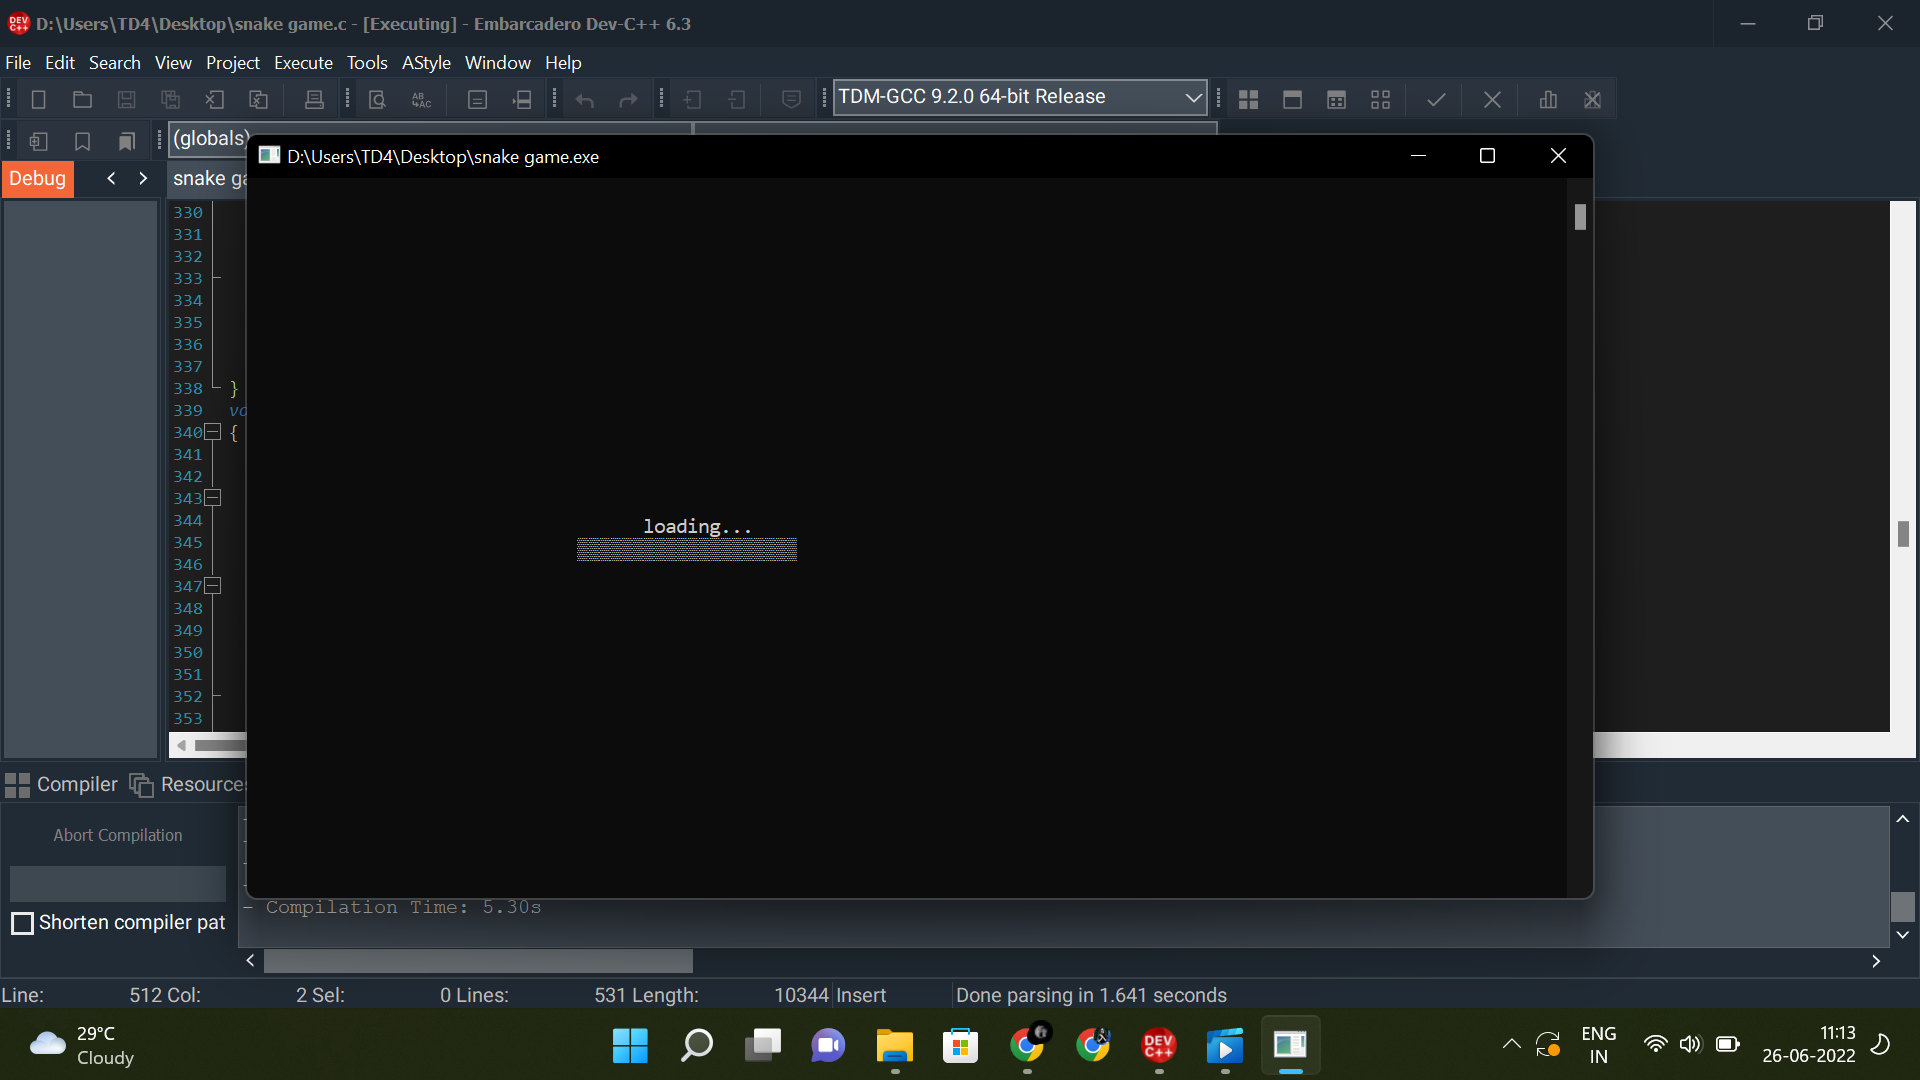 D:\Users\TD4\Desktop\snake game.c - [Executing] - Embarcadero Dev-C++ 6.3
File Edit Search View Project Execute Tools AStyle Window Help
TDM-GCC 9.2.0 64-bit Release
(globals)
D:\Users\TD4\Desktop\snake game.exe
Debug
snake ga
330
331
332
333
334
335
336
337
338 }
339 vo
340 {
341
342
343
344
345
346
347
348
349
350
351
352
353
loading...
Compiler Resources
Abort Compilation
Shorten compiler pat
- Compilation Time: 5.30s
Line: 512 Col: 2 Sel: 0 Lines: 531 Length: 10344 Insert Done parsing in 1.641 seconds
29°C
Cloudy
DEV C++
ENG
IN
11:13
26-06-2022